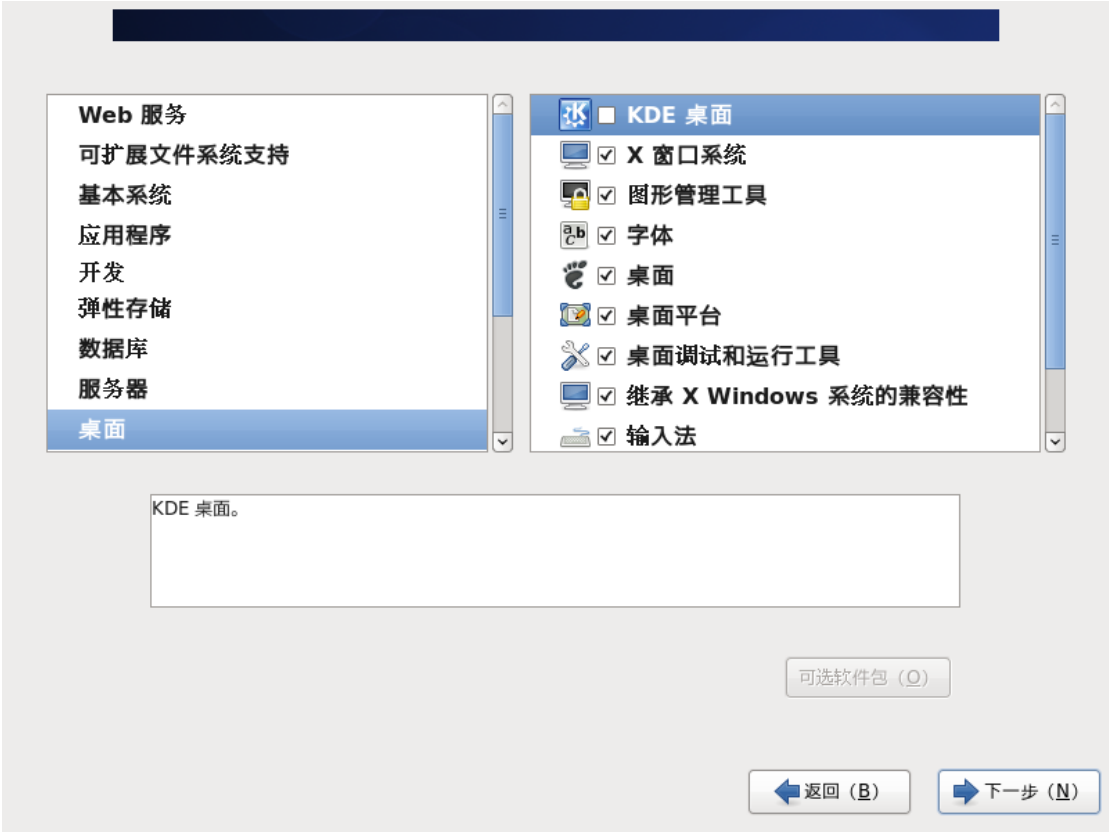 Web 服务
可扩展文件系统支持
基本系统
应用程序
开发
弹性存储
数据库
服务器
桌面
KDE 桌面
X 窗口系统
图形管理工具
字体
桌面
桌面平台
桌面调试和运行工具
继承 X Windows 系统的兼容性
输入法
KDE 桌面。
可选软件包（O）
返回（B）
下一步（N）